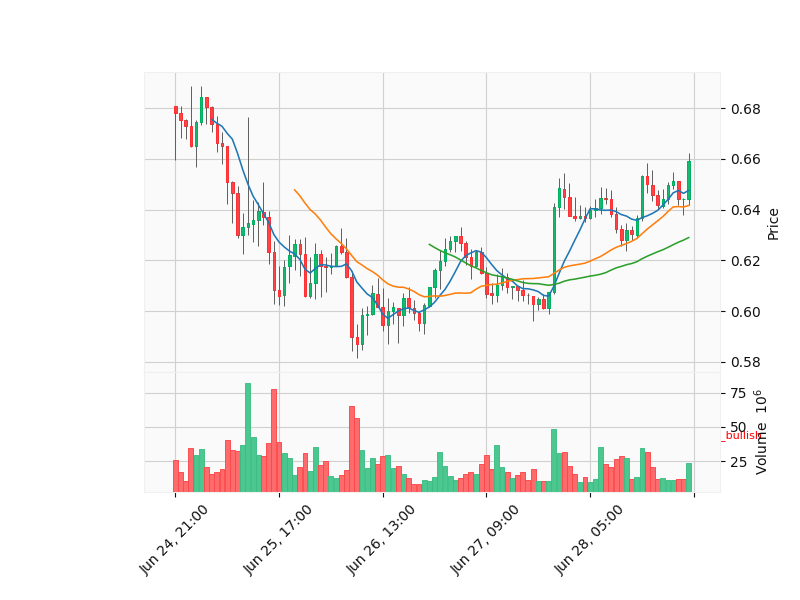 0.68
0.66
0.64
0.62
0.60
0.58
Price
75
50
25
Volume 10^6
bullish
Jun 24, 21:00
Jun 25, 17:00
Jun 26, 13:00
Jun 27, 09:00
Jun 28, 05:00